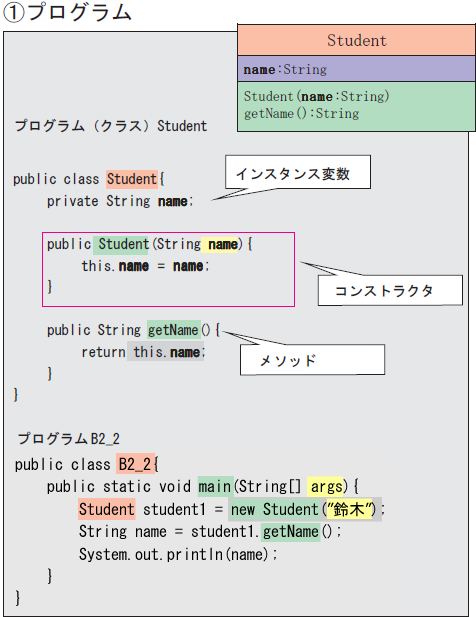 ①プログラム
Student
name:String
Student(name:String)
getName():String
プログラム（クラス）Student
public class Student{
インスタンス変数
private String name;
public Student(String name){
this.name = name;
}
コンストラクタ
public String getName(){
return this.name;
メソッド
}
}
プログラムB2_2
public class B2_2{
public static void main(String[] args){
Student student1 = new Student("鈴木");
String name = student1.getName();
System.out.println(name);
}
}